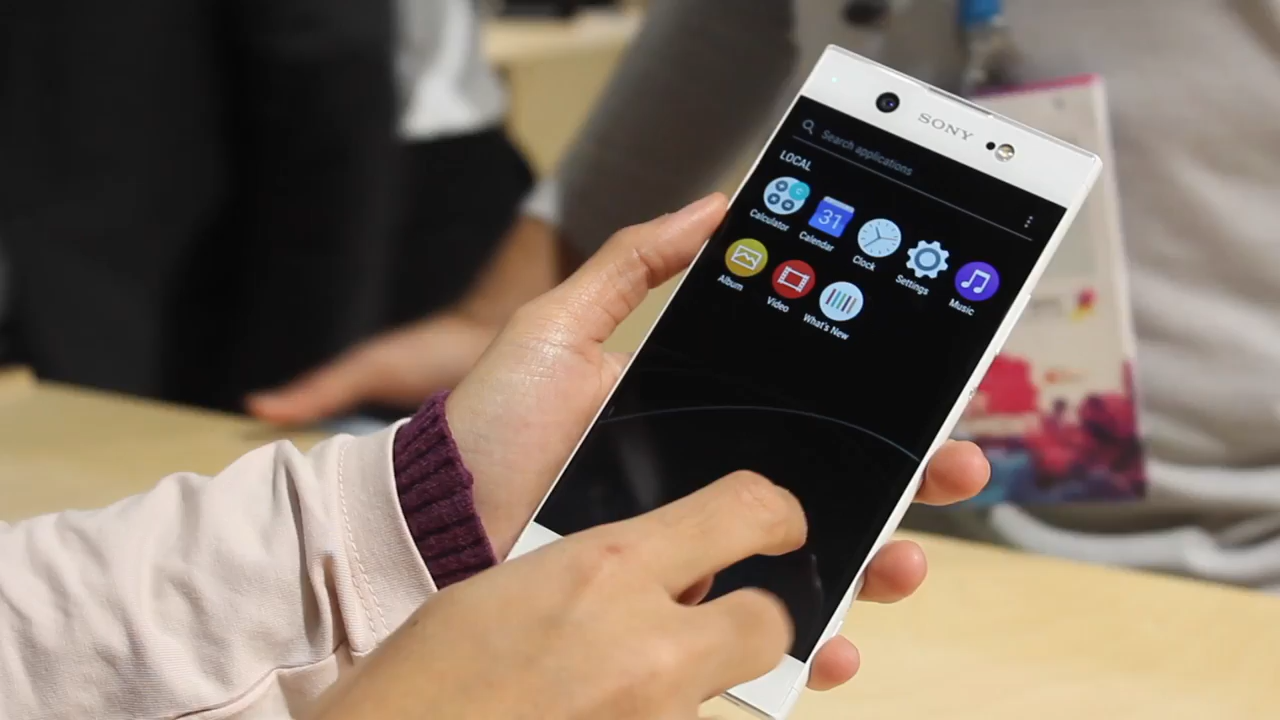 SONY
Search applications
LOCAL
Calculator
Calendar
31
Clock
Settings
Music
Album
Video
What's New